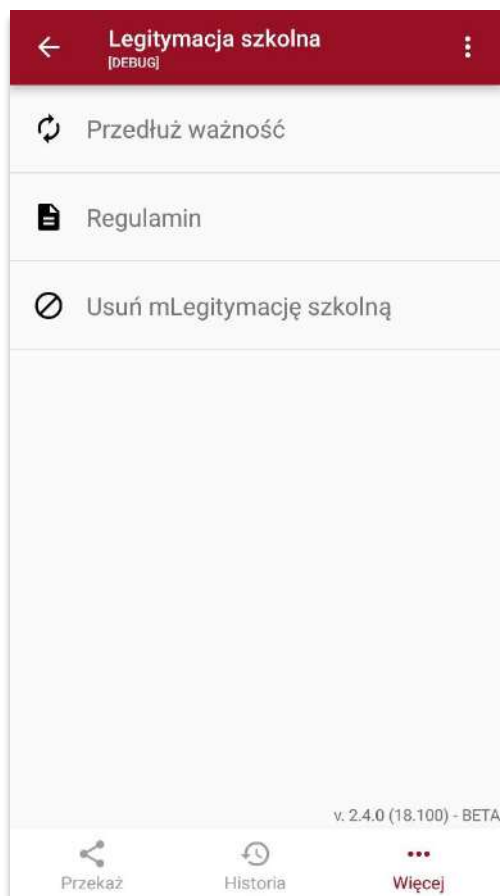 Legitymacja szkolna
[DEBUG]
Przedłuż ważność
Regulamin
Usuń mLegitymację szkolną
v. 2.4.0 (18.100) - BETA
Przekaż
Historia
Więcej